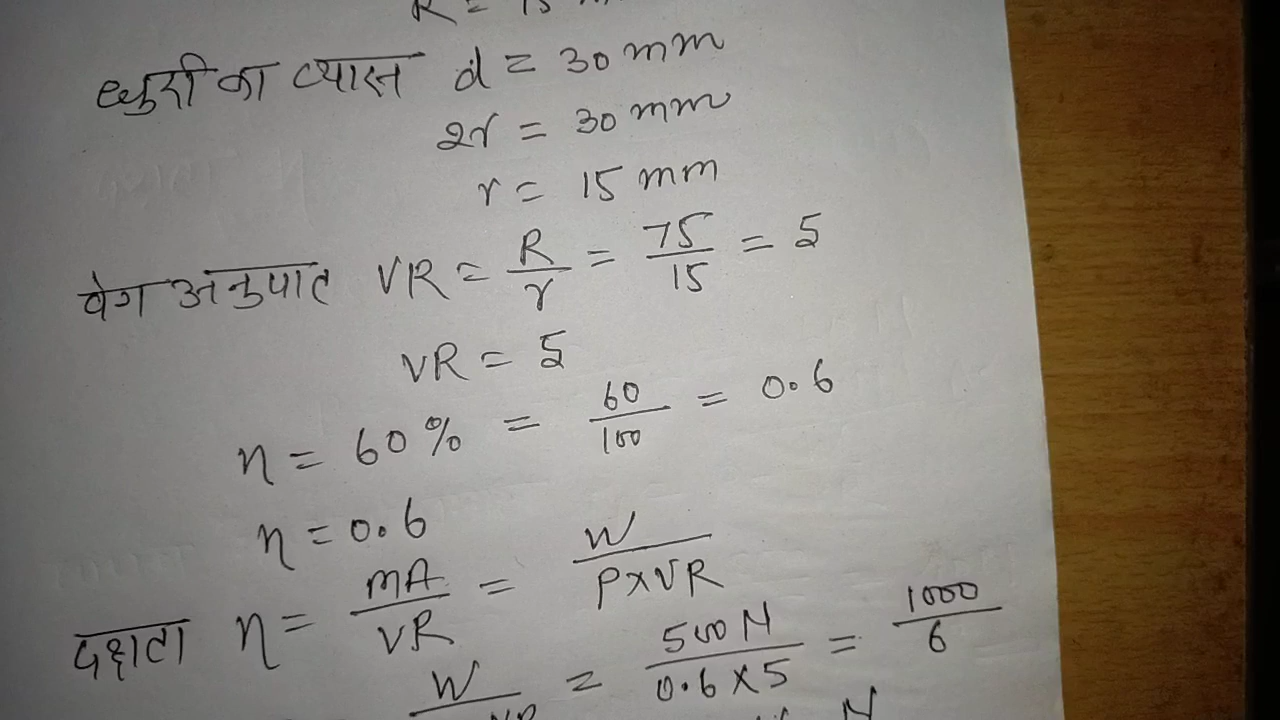 धुरी का व्यास d = 30 mm
2r = 30 mm
r = 15 mm
वेग अनुपात VR = R/r = 75/15 = 5
VR = 5
η = 60 % = 60/100 = 0.6
η = 0.6
दक्षता η = MA/VR = W/P×VR
W = 500 N/0.6 × 5 = 1000/6
N